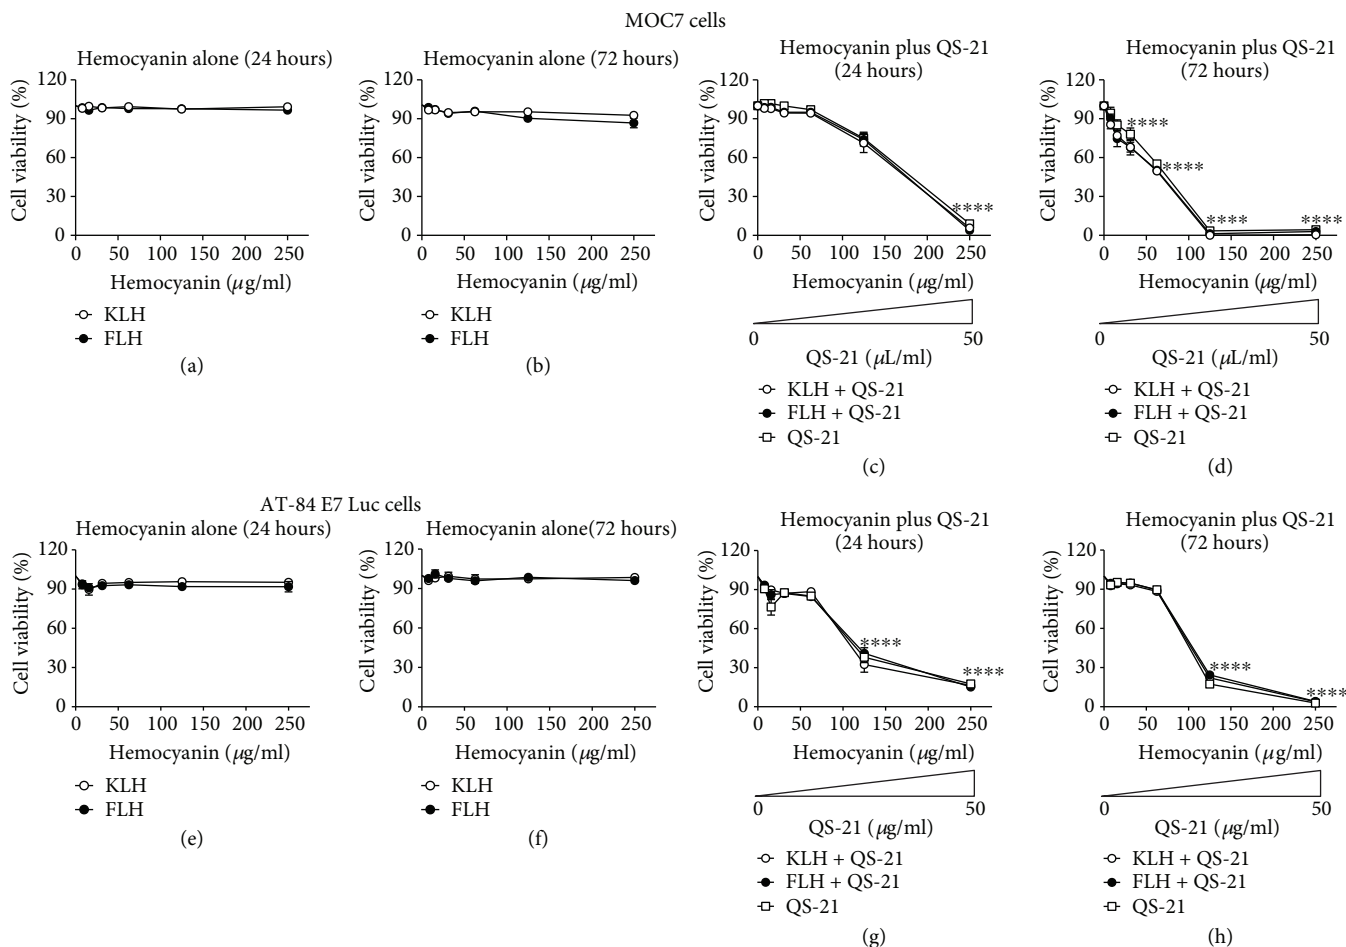 MOC7 cells
Hemocyanin alone (24 hours)
Cell viability (%)
120
90
60
30
0
0 50 100 150 200 250
Hemocyanin (μg/ml)
KLH
FLH
(a)
Hemocyanin alone (72 hours)
Cell viability (%)
120
90
60
30
0
0 50 100 150 200 250
Hemocyanin (μg/ml)
KLH
FLH
(b)
Hemocyanin plus QS-21
(24 hours)
Cell viability (%)
120
90
60
30
0
****
0 50 100 150 200 250
Hemocyanin (μg/ml)
0 50
QS-21 (μL/ml)
KLH + QS-21
FLH + QS-21
QS-21
(c)
Hemocyanin plus QS-21
(72 hours)
Cell viability (%)
120
90
60
30
0
****
****
**** ****
0 50 100 150 200 250
Hemocyanin (μg/ml)
0 50
QS-21 (μL/ml)
KLH + QS-21
FLH + QS-21
QS-21
(d)
AT-84 E7 Luc cells
Hemocyanin alone (24 hours)
Cell viability (%)
120
90
60
30
0
0 50 100 150 200 250
Hemocyanin (μg/ml)
KLH
FLH
(e)
Hemocyanin alone(72 hours)
Cell viability (%)
120
90
60
30
0
0 50 100 150 200 250
Hemocyanin (μg/ml)
KLH
FLH
(f)
Hemocyanin plus QS-21
(24 hours)
Cell viability (%)
120
90
60
30
0
****
****
0 50 100 150 200 250
Hemocyanin (μg/ml)
0 50
QS-21 (μg/ml)
KLH + QS-21
FLH + QS-21
QS-21
(g)
Hemocyanin plus QS-21
(72 hours)
Cell viability (%)
120
90
60
30
0
****
****
0 50 100 150 200 250
Hemocyanin (μg/ml)
0 50
QS-21 (μg/ml)
KLH + QS-21
FLH + QS-21
QS-21
(h)